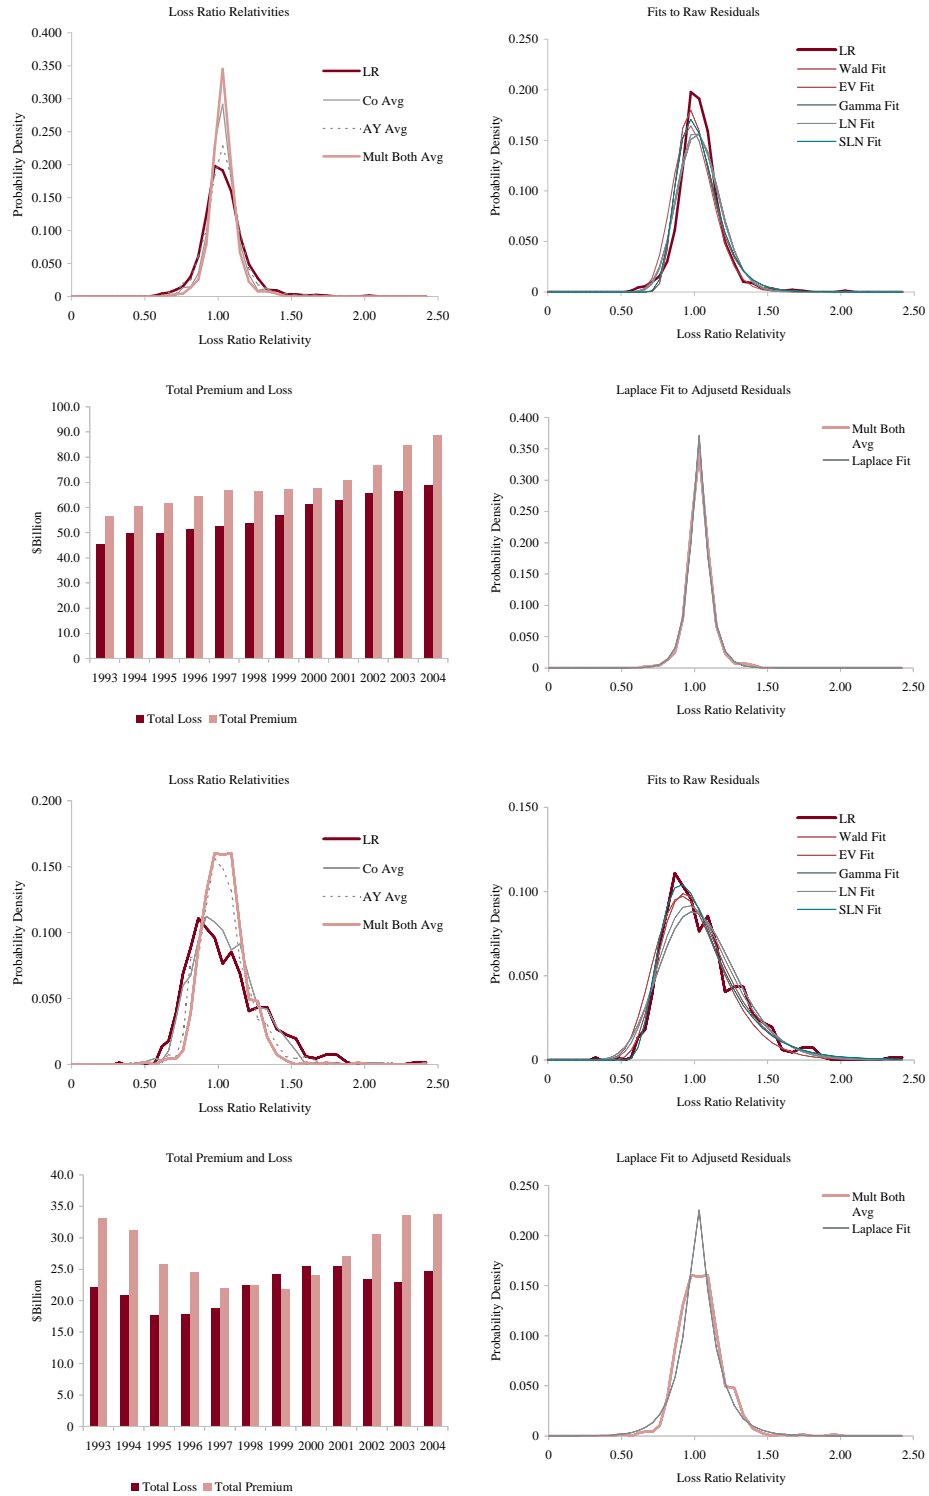 Loss Ratio Relativities
0.400
0.350
0.300
0.250
0.200
0.150
0.100
0.050
0
Probability Density
LR
Co Avg
AY Avg
Mult Both Avg
0 0.50 1.00 1.50 2.00 2.50
Loss Ratio Relativity
Fits to Raw Residuals
0.250
0.200
0.150
0.100
0.050
0
Probability Density
LR
Wald Fit
EV Fit
Gamma Fit
LN Fit
SLN Fit
0 0.50 1.00 1.50 2.00 2.50
Loss Ratio Relativity
Total Premium and Loss
100.0
90.0
80.0
70.0
60.0
50.0
40.0
30.0
20.0
10.0
0
$Billion
1993 1994 1995 1996 1997 1998 1999 2000 2001 2002 2003 2004
Total Loss Total Premium
Laplace Fit to Adjusetd Residuals
0.400
0.350
0.300
0.250
0.200
0.150
0.100
0.050
0
Probability Density
Mult Both
Avg
Laplace Fit
0 0.50 1.00 1.50 2.00 2.50
Loss Ratio Relativity
Loss Ratio Relativities
0.200
0.150
0.100
0.050
0
Probability Density
LR
Co Avg
AY Avg
Mult Both Avg
0 0.50 1.00 1.50 2.00 2.50
Loss Ratio Relativity
Fits to Raw Residuals
0.150
0.100
0.050
0
Probability Density
LR
Wald Fit
EV Fit
Gamma Fit
LN Fit
SLN Fit
0 0.50 1.00 1.50 2.00 2.50
Loss Ratio Relativity
Total Premium and Loss
40.0
35.0
30.0
25.0
20.0
15.0
10.0
5.0
0
$Billion
1993 1994 1995 1996 1997 1998 1999 2000 2001 2002 2003 2004
Total Loss Total Premium
Laplace Fit to Adjusetd Residuals
0.250
0.200
0.150
0.100
0.050
0
Probability Density
Mult Both
Avg
Laplace Fit
0 0.50 1.00 1.50 2.00 2.50
Loss Ratio Relativity